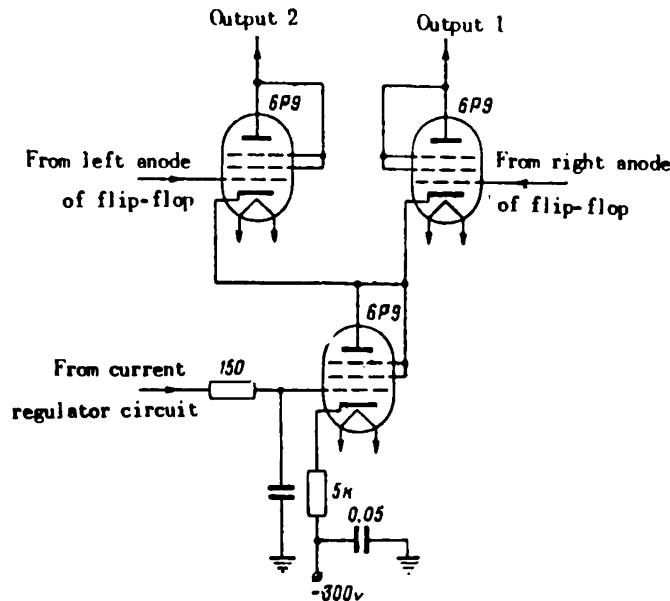 Output 2
Output 1
6P9
6P9
From left anode
of flip-flop
From right anode
of flip-flop
6P9
From current
regulator circuit
150
5к
0.05
-300v